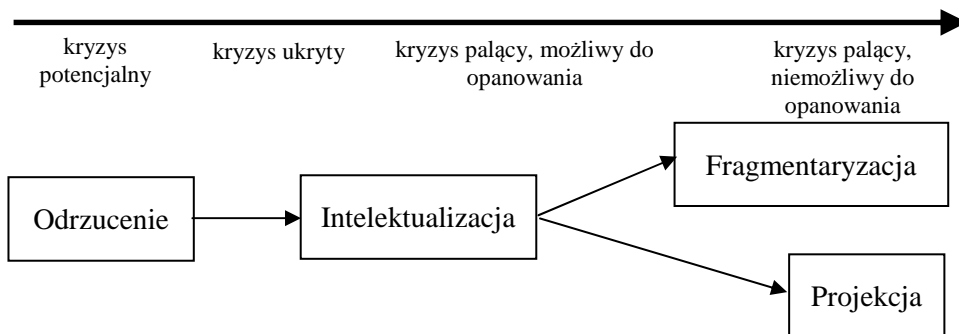 kryzys
potencjalny
kryzys ukryty
kryzys palący, możliwy do
opanowania
kryzys palący,
niemożliwy do
opanowania
Odrzucenie
Intelektualizacja
Fragmentaryzacja
Projekcja